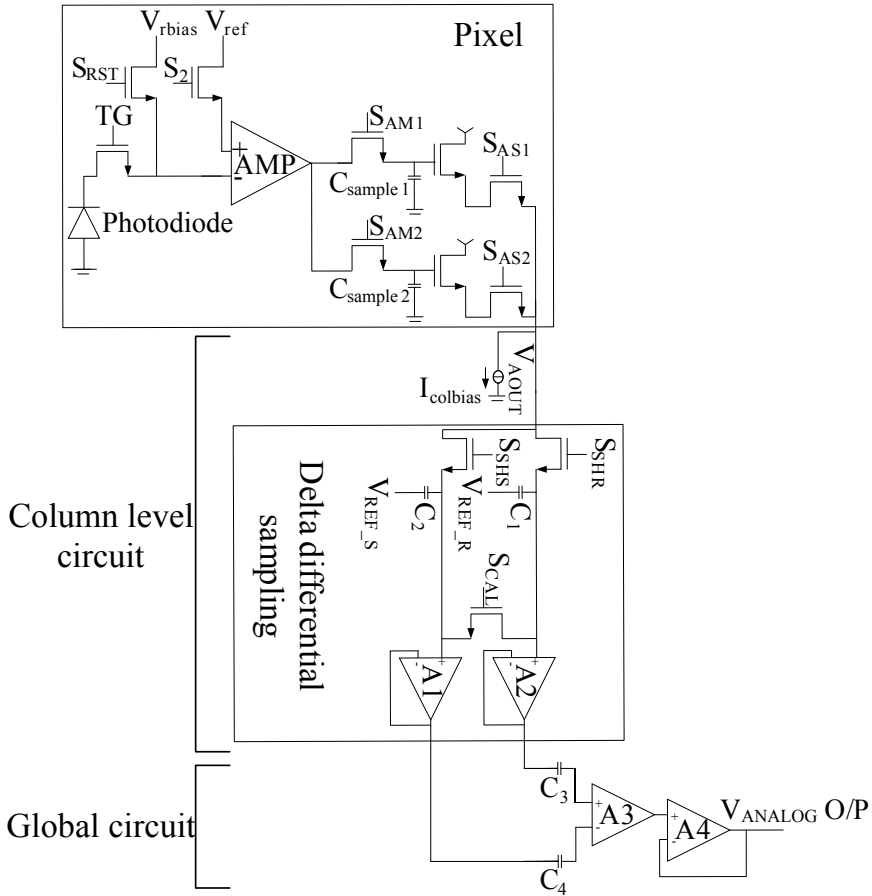 V_rbias V_ref
Pixel
S_RST S_2
TG
+
AMP
-
S_AM1
S_AS1
C_sample 1
Photodiode
S_AM2
S_AS2
C_sample 2
V_AOUT
I_colbias
S_SHS
S_SHR
V_REF_S
C_2
V_REF_R
C_1
Column level
circuit
Delta differential
sampling
S_CAL
- +
A1
- +
A2
C_3
+
A3
-
+
A4
-
V_ANALOG O/P
Global circuit
C_4